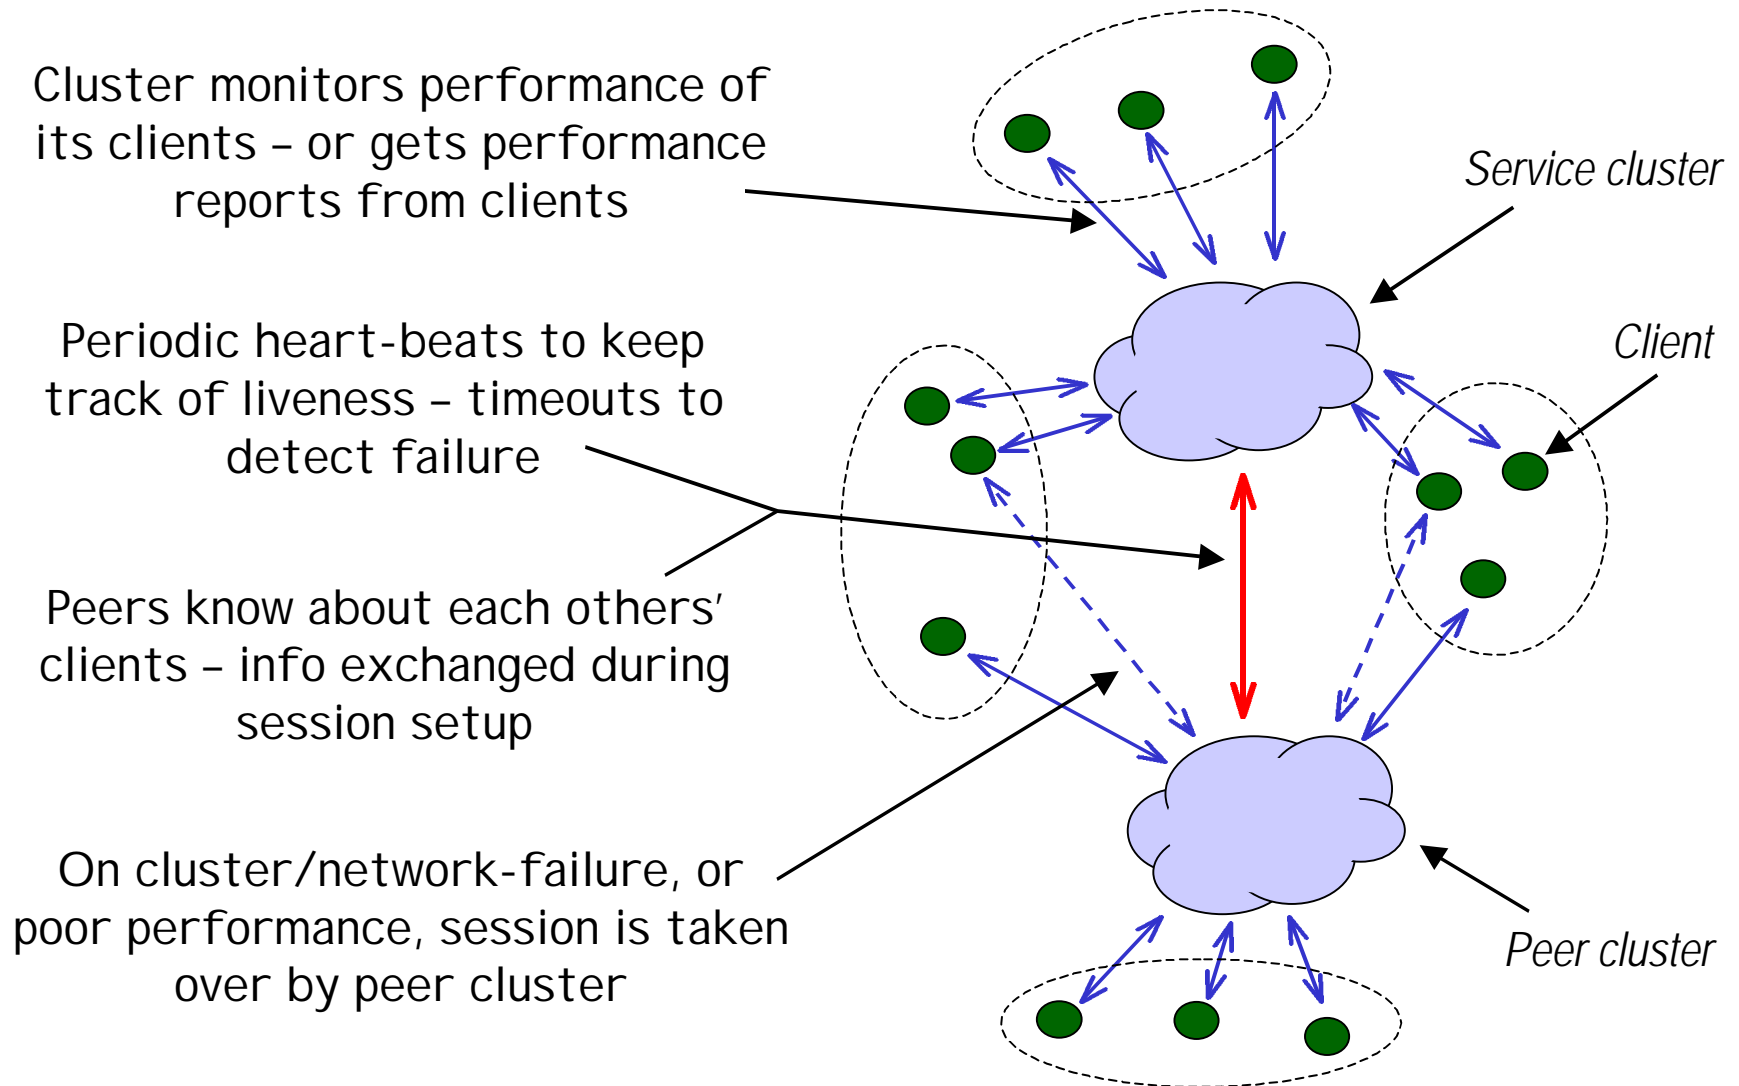 Cluster monitors performance of
its clients – or gets performance
reports from clients
Service cluster
Client
Periodic heart-beats to keep
track of liveness – timeouts to
detect failure
Peers know about each others’
clients – info exchanged during
session setup
On cluster/network-failure, or
poor performance, session is taken
over by peer cluster
Peer cluster